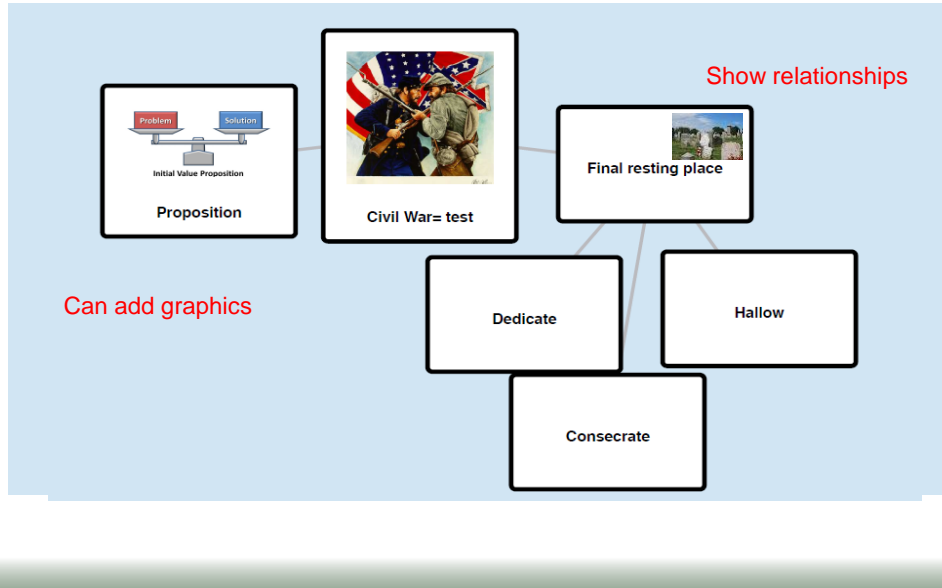 Show relationships
Problem
Solution
Initial Value Proposition
Proposition
Civil War= test
Final resting place
Can add graphics
Dedicate
Hallow
Consecrate